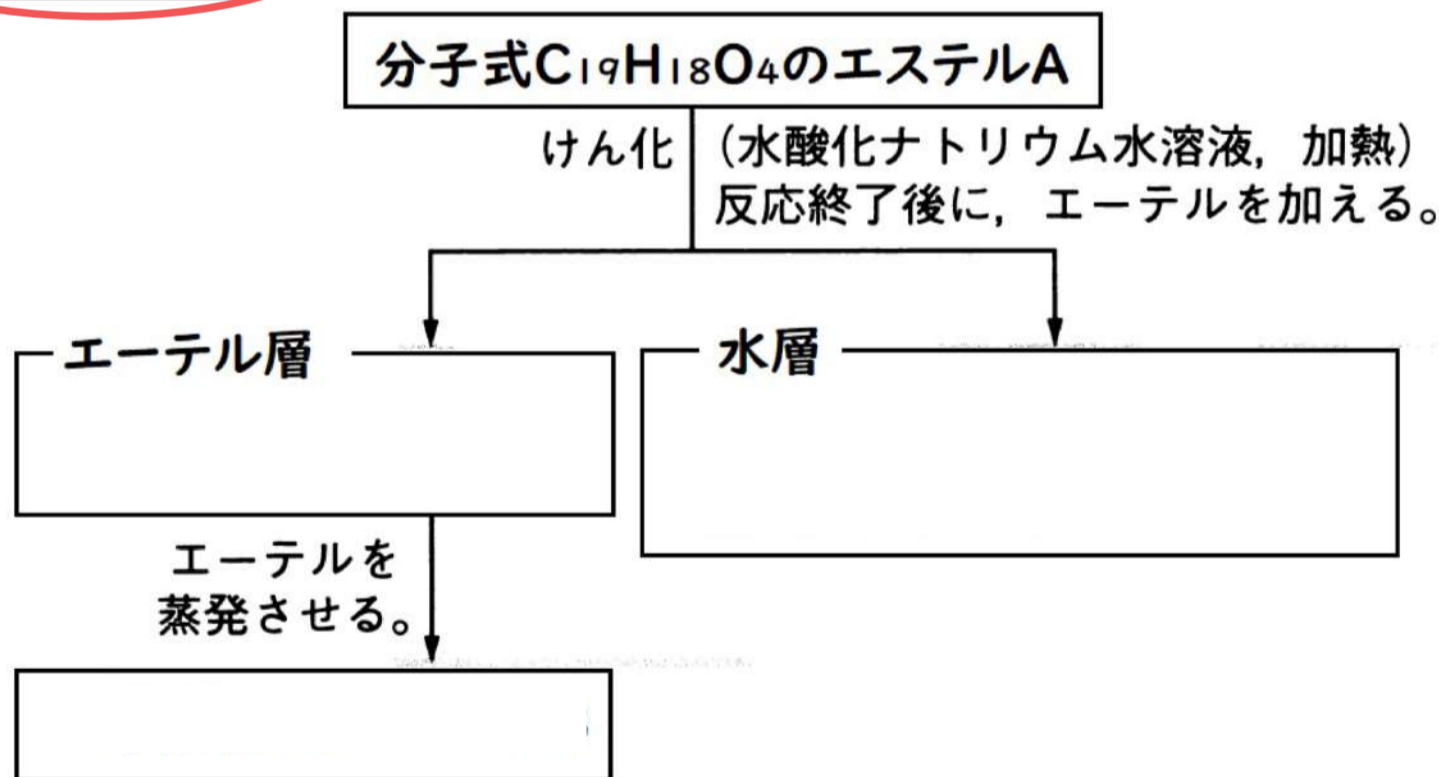 分子式C₁₉H₁₈O₄のエステルA
けん化 (水酸化ナトリウム水溶液, 加熱)
反応終了後に, エーテルを加える。
エーテル層
水層
エーテルを
蒸発させる。